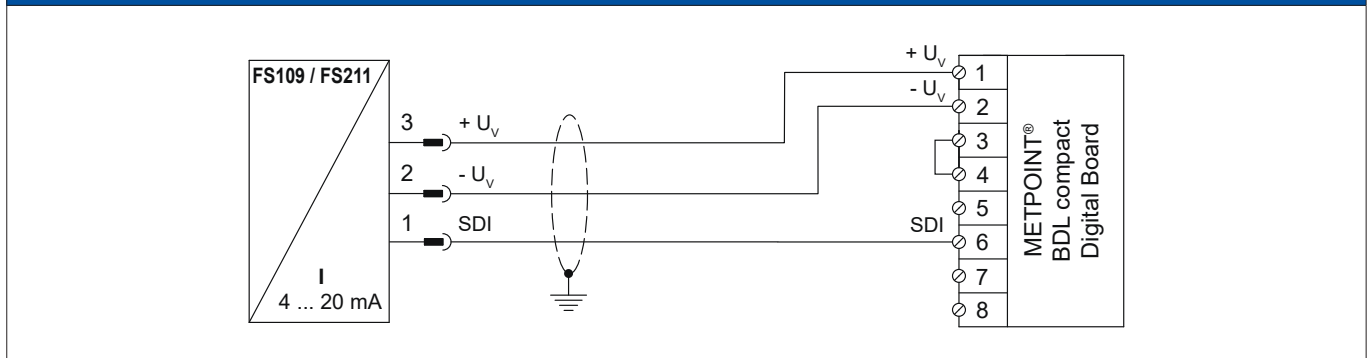 FS109 / FS211
I
4 ... 20 mA
3
+ Uv
2
- Uv
1
SDI
+ Uv
- Uv
SDI
1
2
3
4
5
6
7
8
METPOINT®
BDL compact
Digital Board